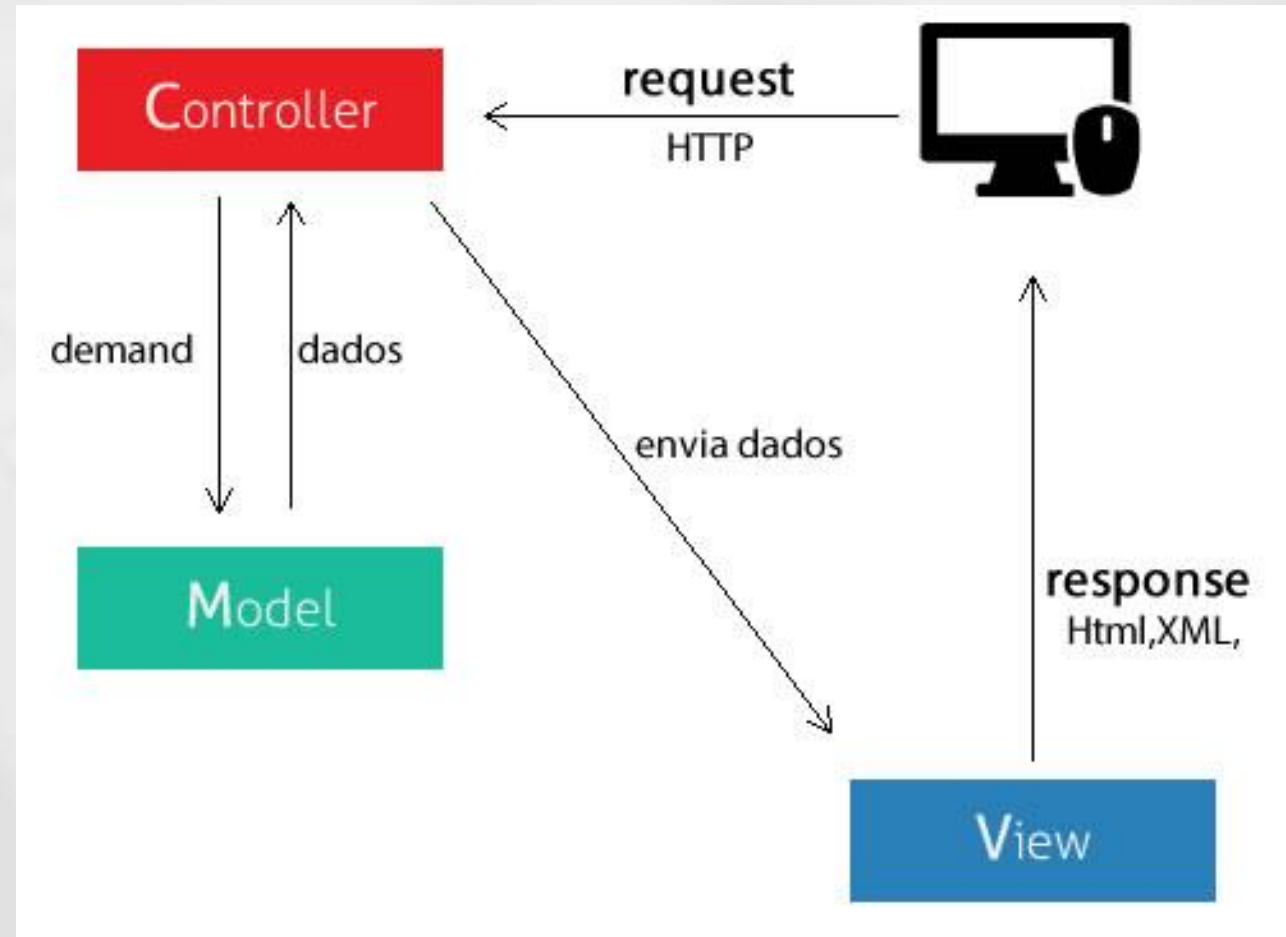 Controller
request
HTTP
demand
dados
envia dados
Model
response
Html,XML,
View